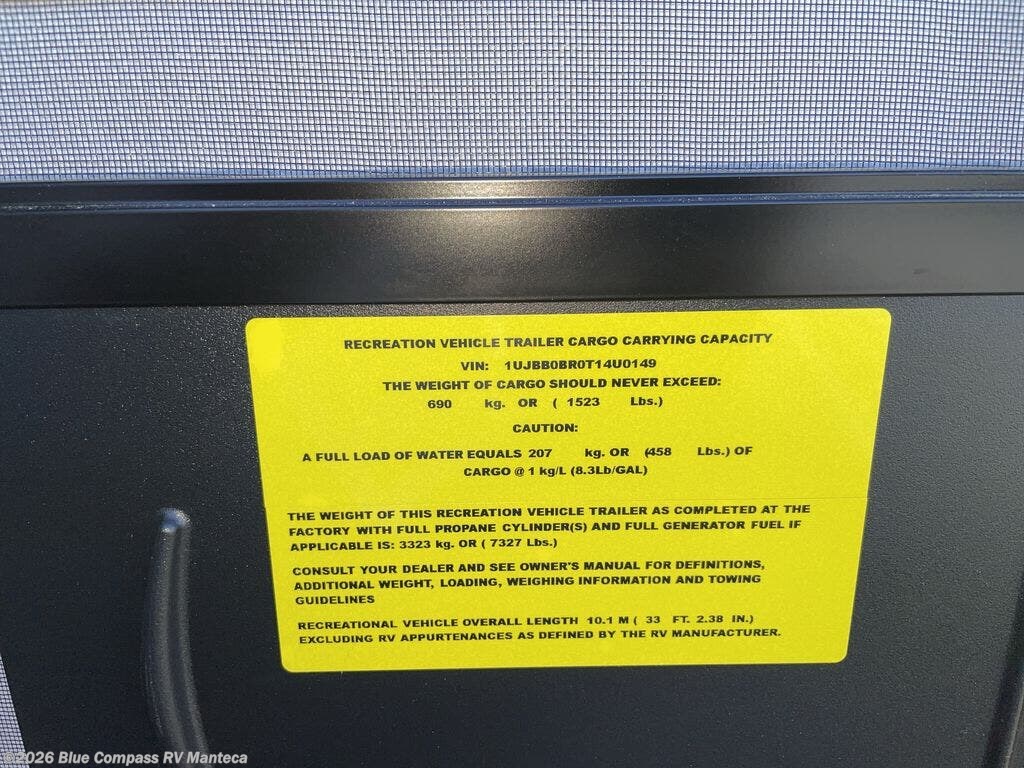 RECREATION VEHICLE TRAILER CARGO CARRYING CAPACITY
VIN: 1UJBB0BR0T14U0149
THE WEIGHT OF CARGO SHOULD NEVER EXCEED:
690 kg. OR ( 1523 Lbs.)
CAUTION:
A FULL LOAD OF WATER EQUALS 207 kg. OR (458 Lbs.) OF
CARGO @ 1 kg/L (8.3Lb/GAL)
THE WEIGHT OF THIS RECREATION VEHICLE TRAILER AS COMPLETED AT THE
FACTORY WITH FULL PROPANE CYLINDER(S) AND FULL GENERATOR FUEL IF
APPLICABLE IS: 3323 kg. OR ( 7327 Lbs.)
CONSULT YOUR DEALER AND SEE OWNER'S MANUAL FOR DEFINITIONS,
ADDITIONAL WEIGHT, LOADING, WEIGHING INFORMATION AND TOWING
GUIDELINES
RECREATIONAL VEHICLE OVERALL LENGTH 10.1 M ( 33 FT. 2.38 IN.)
EXCLUDING RV APPURTENANCES AS DEFINED BY THE RV MANUFACTURER.
©2026 Blue Compass RV Manteca